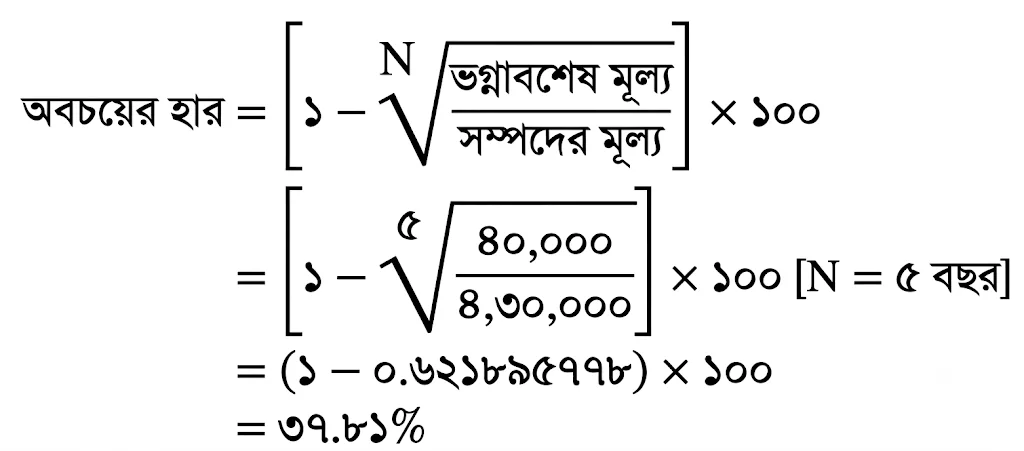 অবচয়ের হার = [১ − N√(ভগ্নাবশেষ মূল্য / সম্পদের মূল্য)] × ১০০
= [১ − ৫√(৪০,০০০ / ৪,৩০,০০০)] × ১০০ [N = ৫ বছর]
= (১ − ০.৬২১৮৯৫৭৭৮) × ১০০
= ৩৭.৮১%